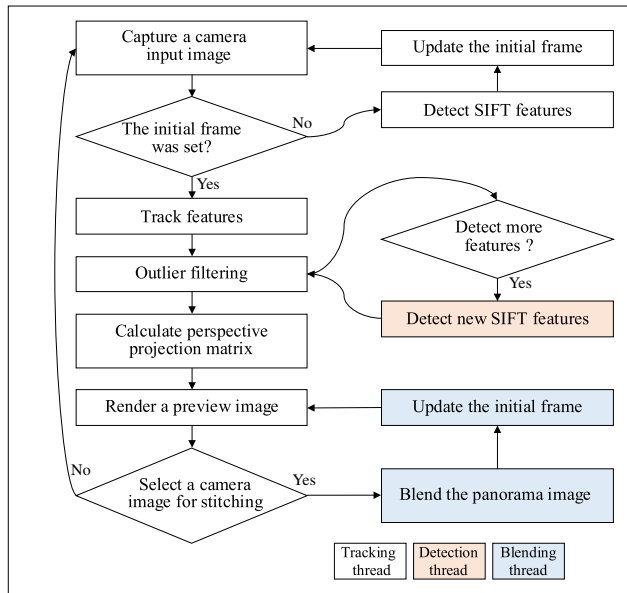 Capture a camera
input image
Update the initial frame
Detect SIFT features
The initial frame
was set?
No
Yes
Track features
Detect more
features ?
Outlier filtering
Yes
Detect new SIFT features
Calculate perspective
projection matrix
Render a preview image
Update the initial frame
No
Select a camera
image for stitching
Yes
Blend the panorama image
Tracking
thread
Detection
thread
Blending
thread